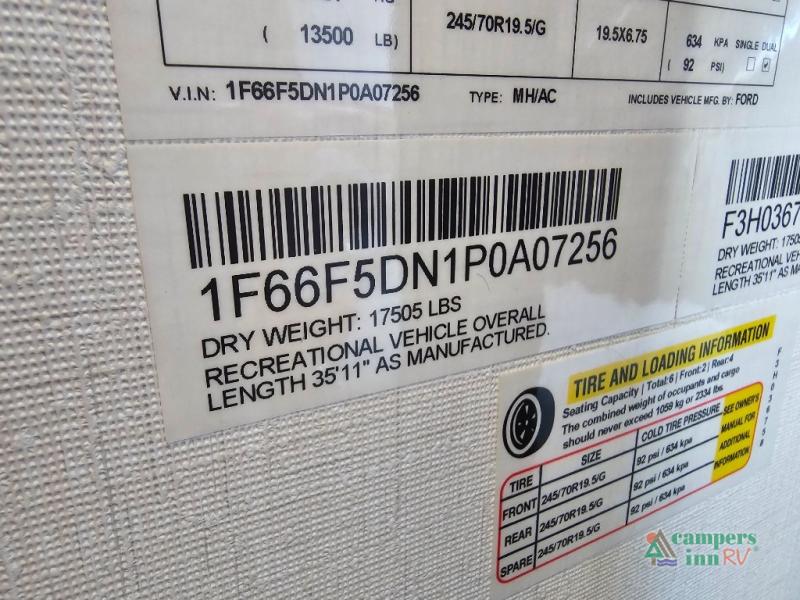 ( 13500 LB)
245/70R19.5/G
19.5X6.75
634 KPA SINGLE DUAL
( 92 PSI)
V.I.N: 1F66F5DN1P0A07256 TYPE: MH/AC INCLUDES VEHICLE MFG. BY: FORD
1F66F5DN1P0A07256
DRY WEIGHT: 17505 LBS
RECREATIONAL VEHICLE OVERALL
LENGTH 35'11" AS MANUFACTURED.
F3H0367
DRY WEIGHT: 17505
RECREATIONAL VEH
LENGTH 35'11" AS MA
TIRE AND LOADING INFORMATION
Seating Capacity | Total:6 | Front:2 | Rear:4
The combined weight of occupants and cargo
should never exceed 1059 kg or 2334 lbs.
TIRE SIZE COLD TIRE PRESSURE
FRONT 245/70R19.5/G 92 psi / 634 kpa
REAR 245/70R19.5/G 92 psi / 634 kpa
SPARE 245/70R19.5/G 92 psi / 634 kpa
SEE OWNER'S
MANUAL FOR
ADDITIONAL
INFORMATION
F3H036758
campers
inn RV